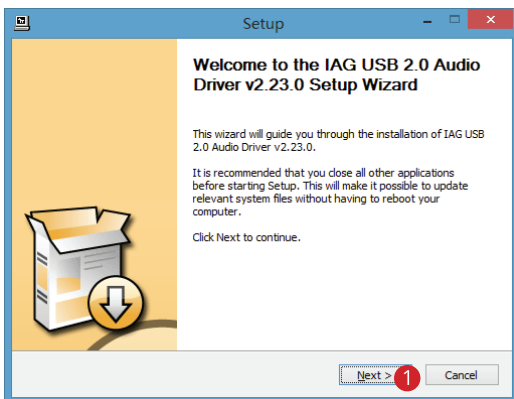 Setup
Welcome to the IAG USB 2.0 Audio
Driver v2.23.0 Setup Wizard
This wizard will guide you through the installation of IAG USB
2.0 Audio Driver v2.23.0.
It is recommended that you close all other applications
before starting Setup. This will make it possible to update
relevant system files without having to reboot your
computer.
Click Next to continue.
Next > 1 Cancel